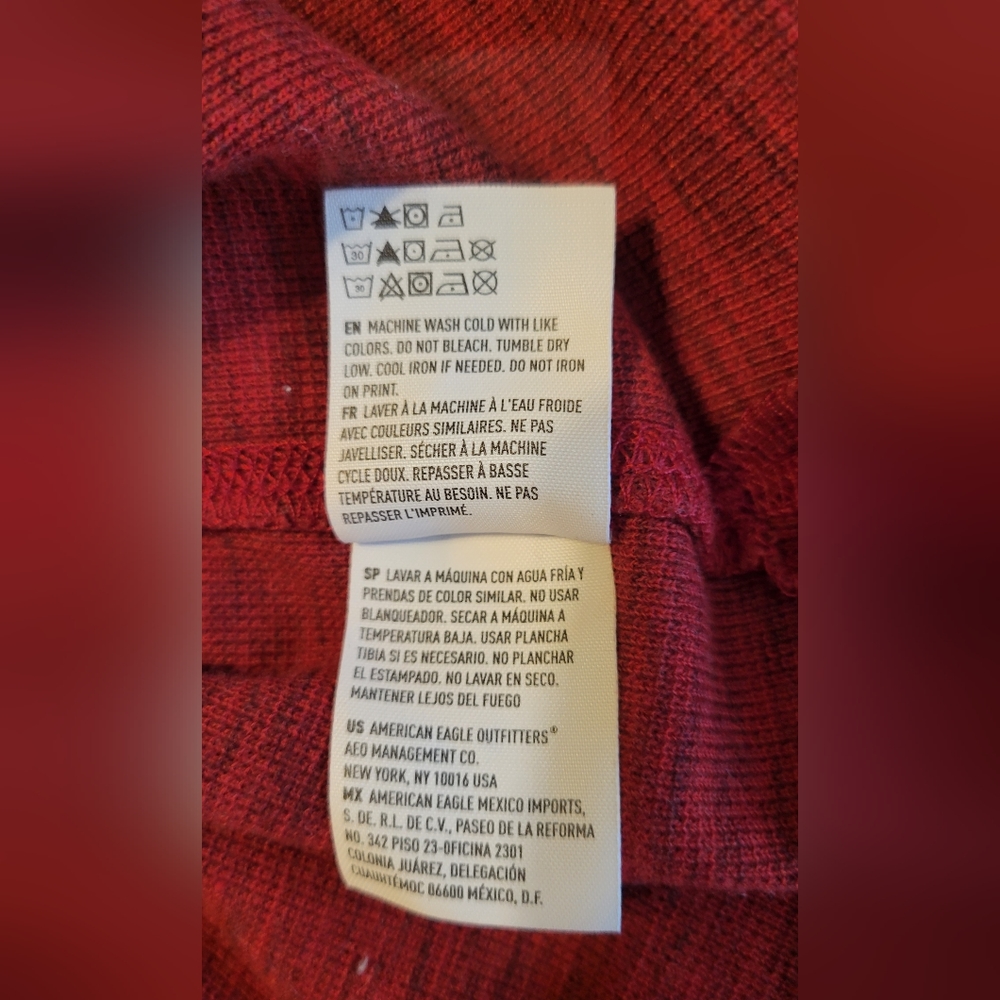 30
30
EN MACHINE WASH COLD WITH LIKE
COLORS. DO NOT BLEACH. TUMBLE DRY
LOW. COOL IRON IF NEEDED. DO NOT IRON
ON PRINT.
FR LAVER À LA MACHINE À L'EAU FROIDE
AVEC COULEURS SIMILAIRES. NE PAS
JAVELLISER. SÉCHER À LA MACHINE
CYCLE DOUX. REPASSER À BASSE
TEMPÉRATURE AU BESOIN. NE PAS
REPASSER L'IMPRIMÉ.
SP LAVAR A MÁQUINA CON AGUA FRÍA Y
PRENDAS DE COLOR SIMILAR. NO USAR
BLANQUEADOR. SECAR A MÁQUINA A
TEMPERATURA BAJA. USAR PLANCHA
TIBIA SI ES NECESARIO. NO PLANCHAR
EL ESTAMPADO. NO LAVAR EN SECO.
MANTENER LEJOS DEL FUEGO
US AMERICAN EAGLE OUTFITTERS®
AEO MANAGEMENT CO.
NEW YORK, NY 10016 USA
MX AMERICAN EAGLE MEXICO IMPORTS,
S. DE. R.L. DE C.V., PASEO DE LA REFORMA
NO. 342 PISO 23-OFICINA 2301
COLONIA JUÁREZ, DELEGACIÓN
CUAUHTÉMOC 06600 MÉXICO, D.F.